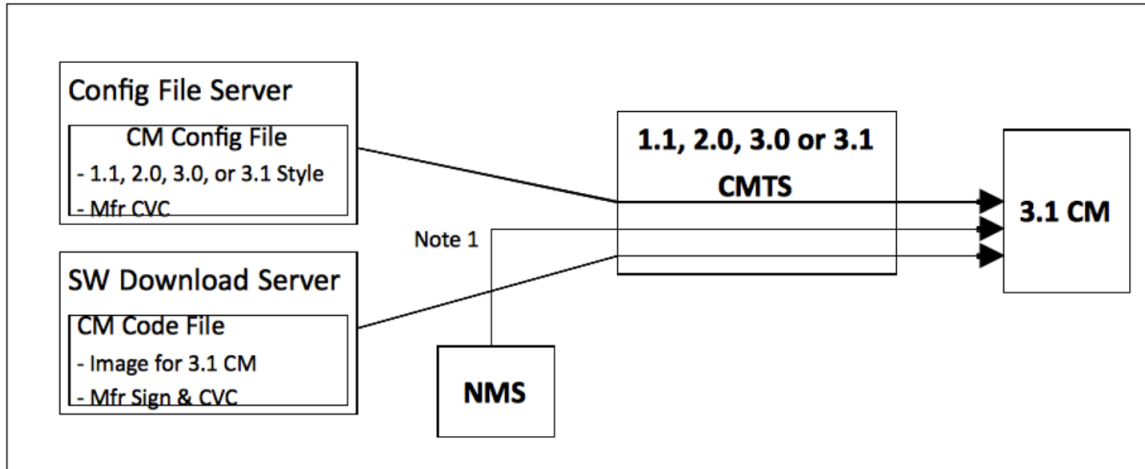 Config File Server
CM Config File
- 1.1, 2.0, 3.0, or 3.1 Style
- Mfr CVC
SW Download Server
CM Code File
- Image for 3.1 CM
- Mfr Sign & CVC
Note 1
NMS
1.1, 2.0, 3.0 or 3.1
CMTS
3.1 CM